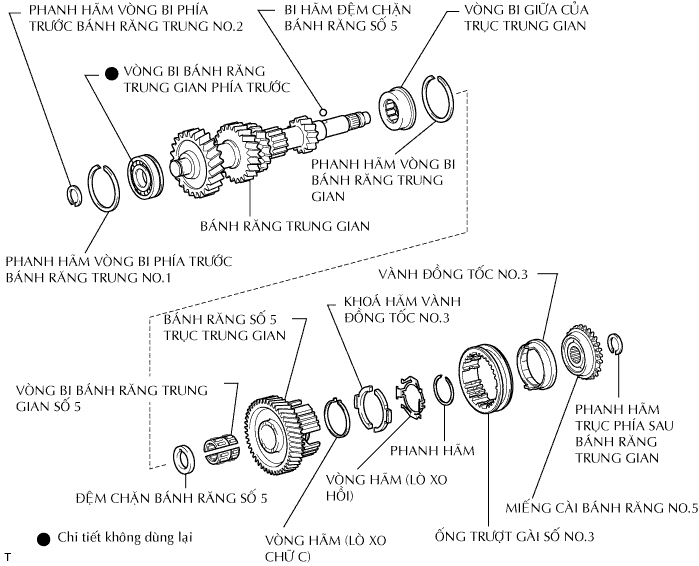 PHANH HÃM VÒNG BI PHÍA
TRƯỚC BÁNH RĂNG TRUNG NO.2
BI HÃM ĐỆM CHẶN
BÁNH RĂNG SỐ 5
VÒNG BI GIỮA CỦA
TRỤC TRUNG GIAN
VÒNG BI BÁNH RĂNG
TRUNG GIAN PHÍA TRƯỚC
PHANH HÃM VÒNG BI
BÁNH RĂNG TRUNG
GIAN
BÁNH RĂNG TRUNG GIAN
PHANH HÃM VÒNG BI PHÍA TRƯỚC
BÁNH RĂNG TRUNG NO.1
VÀNH ĐỒNG TỐC NO.3
KHOÁ HÃM VÀNH
ĐỒNG TỐC NO.3
BÁNH RĂNG SỐ 5
TRỤC TRUNG GIAN
VÒNG BI BÁNH RĂNG TRUNG
GIAN SỐ 5
PHANH HÃM
TRỤC PHÍA SAU
BÁNH RĂNG
TRUNG GIAN
PHANH HÃM
VÒNG HÃM (LÒ XO
HỒI)
ĐỆM CHẶN BÁNH RĂNG SỐ 5
MIẾNG CÀI BÁNH RĂNG NO.5
ỐNG TRƯỢT GÀI SỐ NO.3
VÒNG HÃM (LÒ XO
CHỮ C)
Chi tiết không dùng lại
T